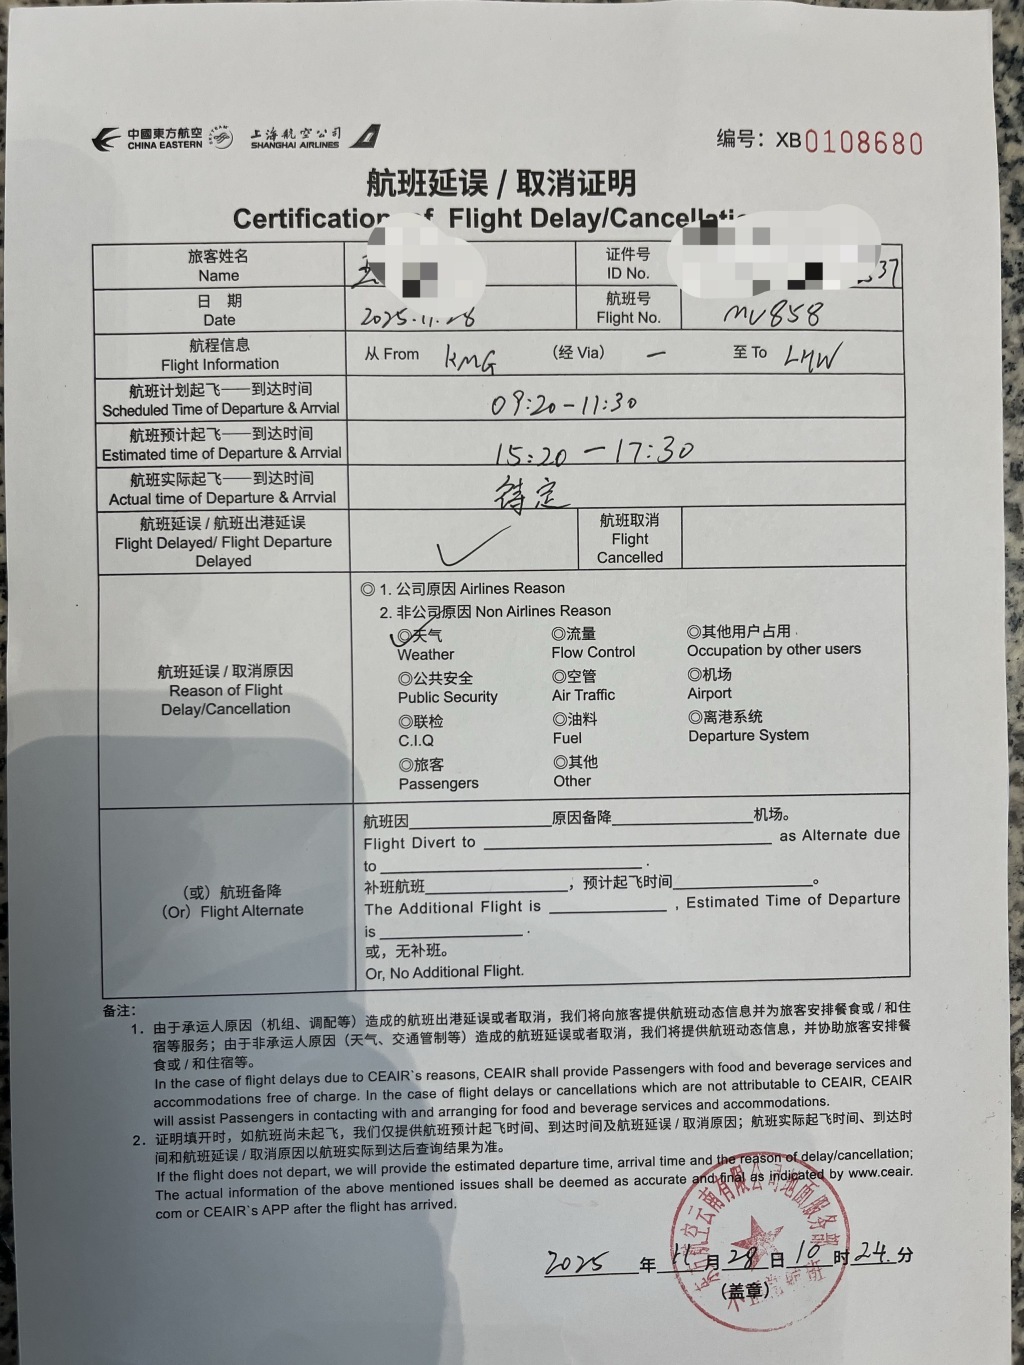 中國東方航空
CHINA EASTERN
上海航空公司
SHANGHAI AIRLINES
编号：XB0108680
航班延误 / 取消证明
Certification of Flight Delay/Cancellatio
旅客姓名
Name
证件号
ID No.
37
日 期
Date
2025.11.28
航班号
Flight No.
MU858
航程信息
Flight Information
从 From KMG （经 Via） — 至 To LHW
航班计划起飞——到达时间
Scheduled Time of Departure & Arrvial
09:20-11:30
航班预计起飞——到达时间
Estimated time of Departure & Arrvial
15:20-17:30
航班实际起飞——到达时间
Actual time of Departure & Arrvial
待定
航班延误 / 航班出港延误
Flight Delayed/ Flight Departure
Delayed
✓
航班取消
Flight
Cancelled
航班延误 / 取消原因
Reason of Flight
Delay/Cancellation
◎ 1. 公司原因 Airlines Reason
2. 非公司原因 Non Airlines Reason
◎天气 ◎流量 ◎其他用户占用
Weather Flow Control Occupation by other users
◎公共安全 ◎空管 ◎机场
Public Security Air Traffic Airport
◎联检 ◎油料 ◎离港系统
C.I.Q Fuel Departure System
◎旅客 ◎其他
Passengers Other
（或）航班备降
（Or）Flight Alternate
航班因____原因备降____机场。
Flight Divert to ____ as Alternate due
to ____ .
补班航班____，预计起飞时间____。
The Additional Flight is ____ , Estimated Time of Departure
is ____ .
或，无补班。
Or, No Additional Flight.
备注：
1. 由于承运人原因（机组、调配等）造成的航班出港延误或者取消，我们将向旅客提供航班动态信息并为旅客安排餐食或 / 和住
宿等服务；由于非承运人原因（天气、交通管制等）造成的航班延误或者取消，我们将提供航班动态信息，并协助旅客安排餐
食或 / 和住宿等。
In the case of flight delays due to CEAIR`s reasons, CEAIR shall provide Passengers with food and beverage services and
accommodations free of charge. In the case of flight delays or cancellations which are not attributable to CEAIR, CEAIR
will assist Passengers in contacting with and arranging for food and beverage services and accommodations.
2. 证明填开时，如航班尚未起飞，我们仅提供航班预计起飞时间、到达时间及航班延误 / 取消原因；航班实际起飞时间、到达时
间和航班延误 / 取消原因以航班实际到达后查询结果为准。
If the flight does not depart, we will provide the estimated departure time, arrival time and the reason of delay/cancellation;
The actual information of the above mentioned issues shall be deemed as accurate and final as indicated by www.ceair.
com or CEAIR`s APP after the flight has arrived.
2025 年 11 月 28 日 10 时 24. 分
（盖章）